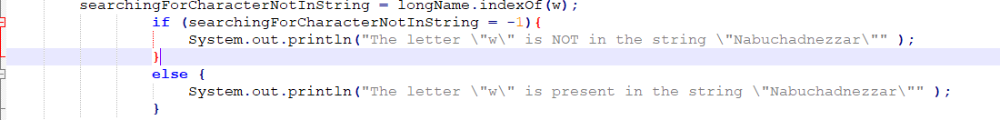 searchingForCharacterNotInString = longName.indexOf(w);
if (searchingForCharacterNotInString = -1){
System.out.println("The letter \"w\" is NOT in the string \"Nabuchadnezzar\"" );
}
else {
System.out.println("The letter \"w\" is present in the string \"Nabuchadnezzar\"" );
}